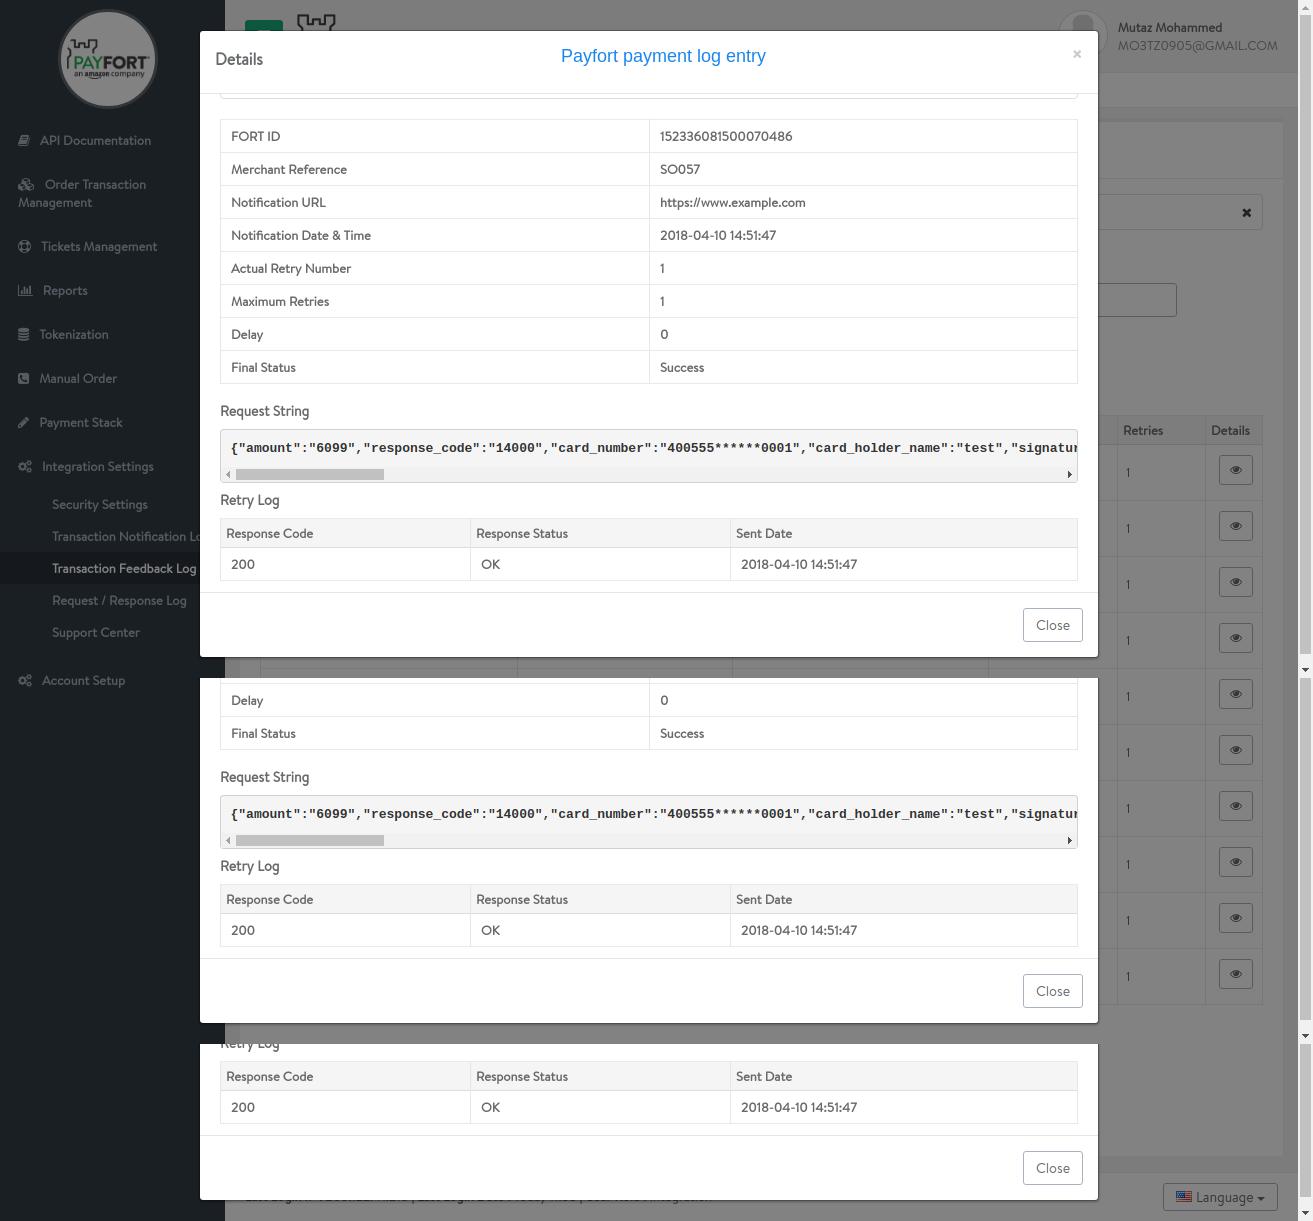 PAYFORT
an amazon company
Mutaz Mohammed
MO3TZ0905@GMAIL.COM
Details
Payfort payment log entry
×
API Documentation
Order Transaction
Management
Tickets Management
Reports
Tokenization
Manual Order
Payment Stack
Integration Settings
Security Settings
Transaction Notification Lo
Transaction Feedback Log
Request / Response Log
Support Center
Account Setup
FORT ID 152336081500070486
Merchant Reference SO057
Notification URL https://www.example.com
Notification Date & Time 2018-04-10 14:51:47
Actual Retry Number 1
Maximum Retries 1
Delay 0
Final Status Success
Request String
{"amount":"6099","response_code":"14000","card_number":"400555******0001","card_holder_name":"test","signatur
Retry Log
Response Code Response Status Sent Date
200 OK 2018-04-10 14:51:47
Close
Retries Details
1
1
1
1
1
1
1
1
1
1
Delay 0
Final Status Success
Request String
{"amount":"6099","response_code":"14000","card_number":"400555******0001","card_holder_name":"test","signatur
Retry Log
Response Code Response Status Sent Date
200 OK 2018-04-10 14:51:47
Close
Retry Log
Response Code Response Status Sent Date
200 OK 2018-04-10 14:51:47
Close
Language